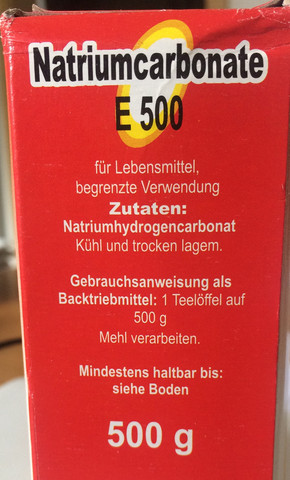 Natriumcarbonate
E 500
für Lebensmittel,
begrenzte Verwendung
Zutaten:
Natriumhydrogencarbonat
Kühl und trocken lagern.
Gebrauchsanweisung als
Backtriebmittel: 1 Teelöffel auf
500 g
Mehl verarbeiten.
Mindestens haltbar bis:
siehe Boden
500 g